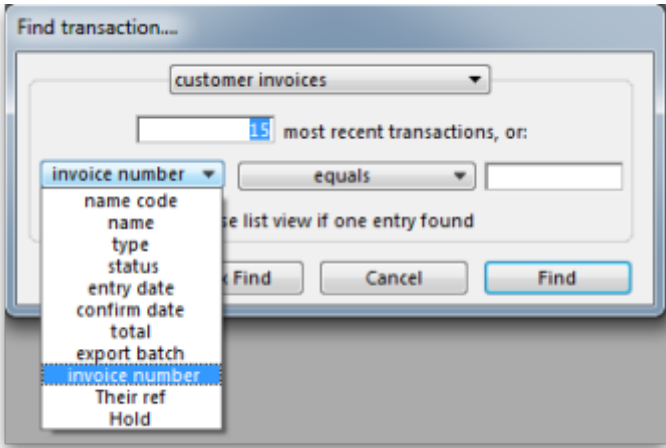 Find transaction....
customer invoices
15 most recent transactions, or:
invoice number equals
name code
name
se list view if one entry found
type
status
entry date
Find Cancel Find
confirm date
total
export batch
invoice number
Their ref
Hold